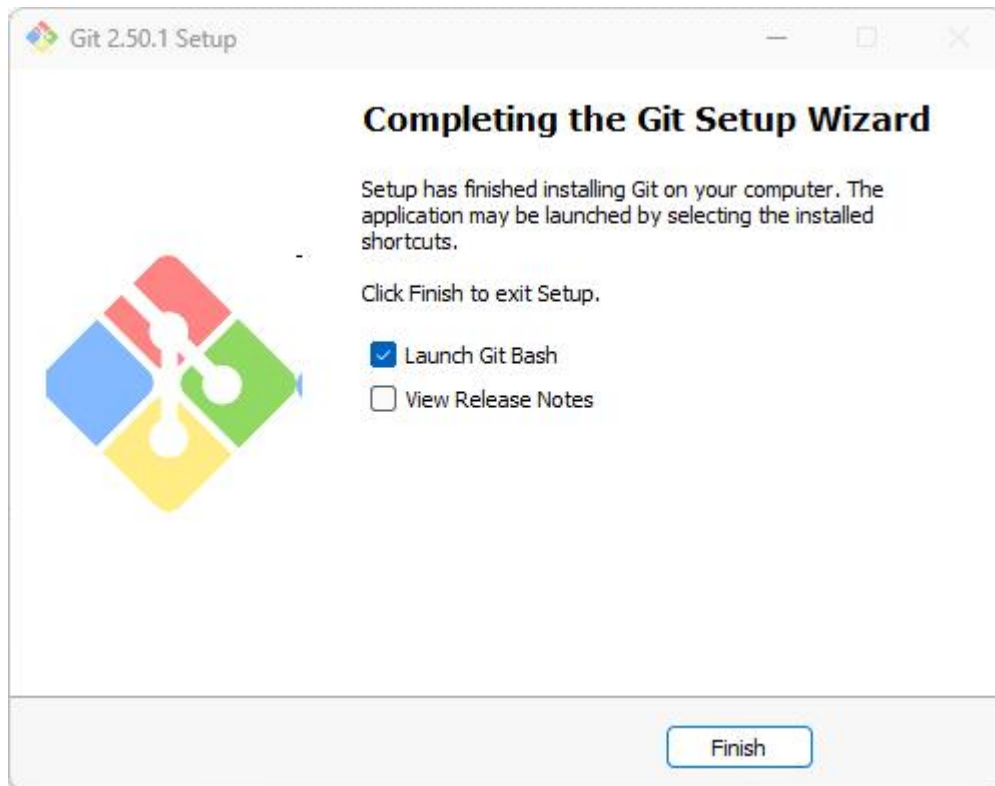 Git 2.50.1 Setup
Completing the Git Setup Wizard
Setup has finished installing Git on your computer. The
application may be launched by selecting the installed
shortcuts.
Click Finish to exit Setup.
Launch Git Bash
View Release Notes
Finish